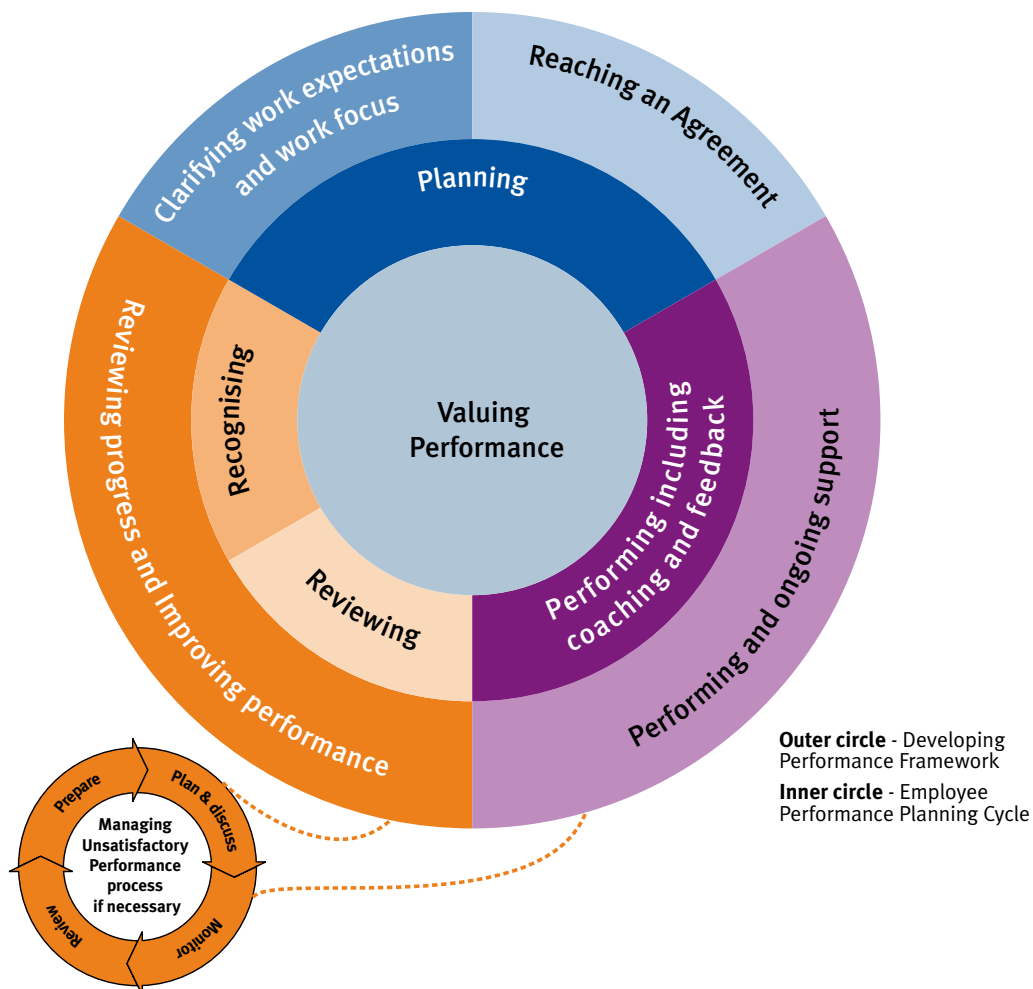 Clarifying work expectations
and work focus
Reaching an Agreement
Planning
Recognising
Reviewing progress and Improving performance
Valuing
Performance
Performing including
coaching and feedback
Performing and ongoing support
Reviewing
Outer circle - Developing
Performance Framework
Inner circle - Employee
Performance Planning Cycle
Prepare
Plan & discuss
Managing
Unsatisfactory
Performance
process
if necessary
Review
Monitor